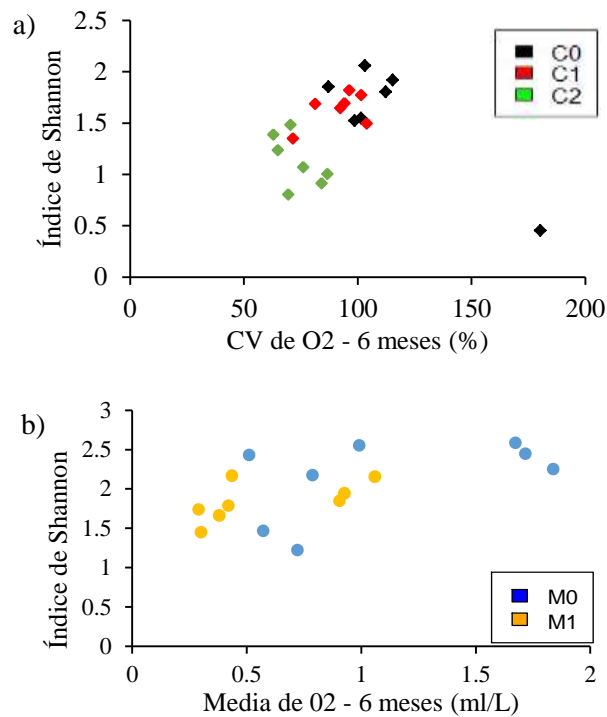 a)
Índice de Shannon
2.5
2
1.5
1
0.5
0
0
50
100
150
200
CV de O2 - 6 meses (%)
C0
C1
C2
b)
Índice de Shannon
3
2.5
2
1.5
1
0.5
0
0
0.5
1
1.5
2
Media de 02 - 6 meses (ml/L)
M0
M1